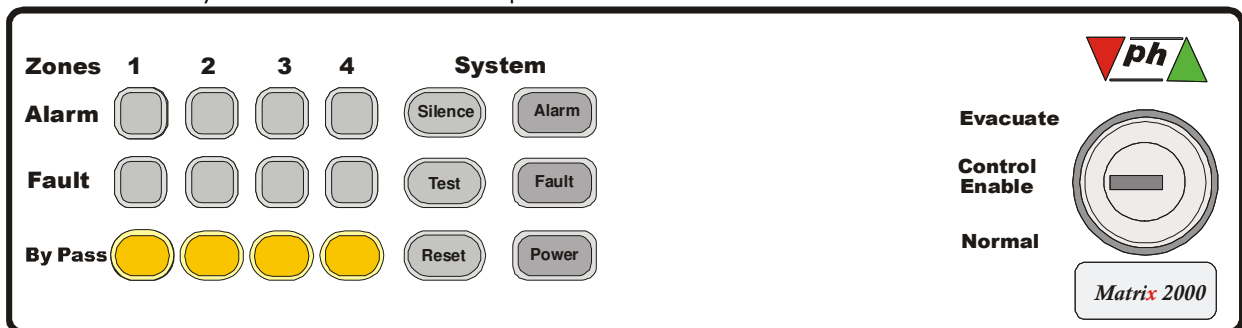 Zones 1 2 3 4 System
ph
Alarm Silence Alarm
Evacuate
Fault Test Fault
Control
Enable
By Pass Reset Power
Normal
Matrix 2000